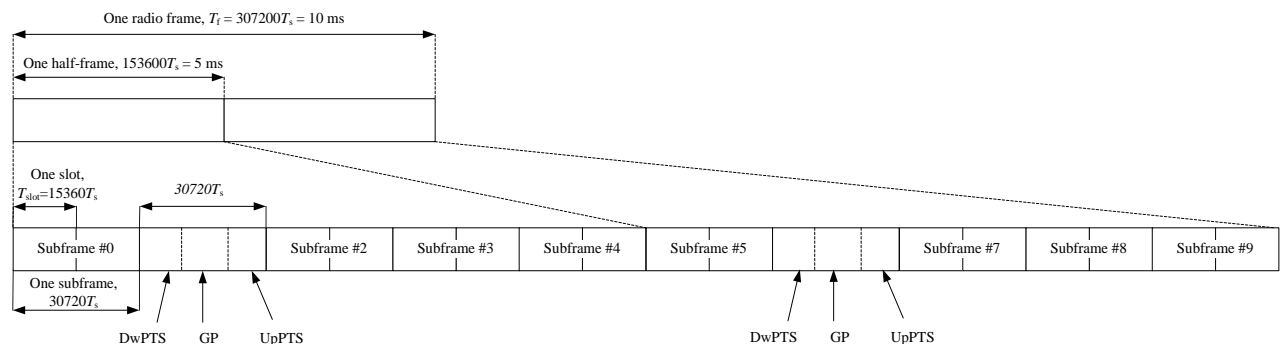 One radio frame, Tf = 307200Ts = 10 ms
One half-frame, 153600Ts = 5 ms
One slot,
Tslot=15360Ts
30720Ts
Subframe #0
Subframe #2
Subframe #3
Subframe #4
Subframe #5
Subframe #7
Subframe #8
Subframe #9
One subframe,
30720Ts
DwPTS
GP
UpPTS
DwPTS
GP
UpPTS